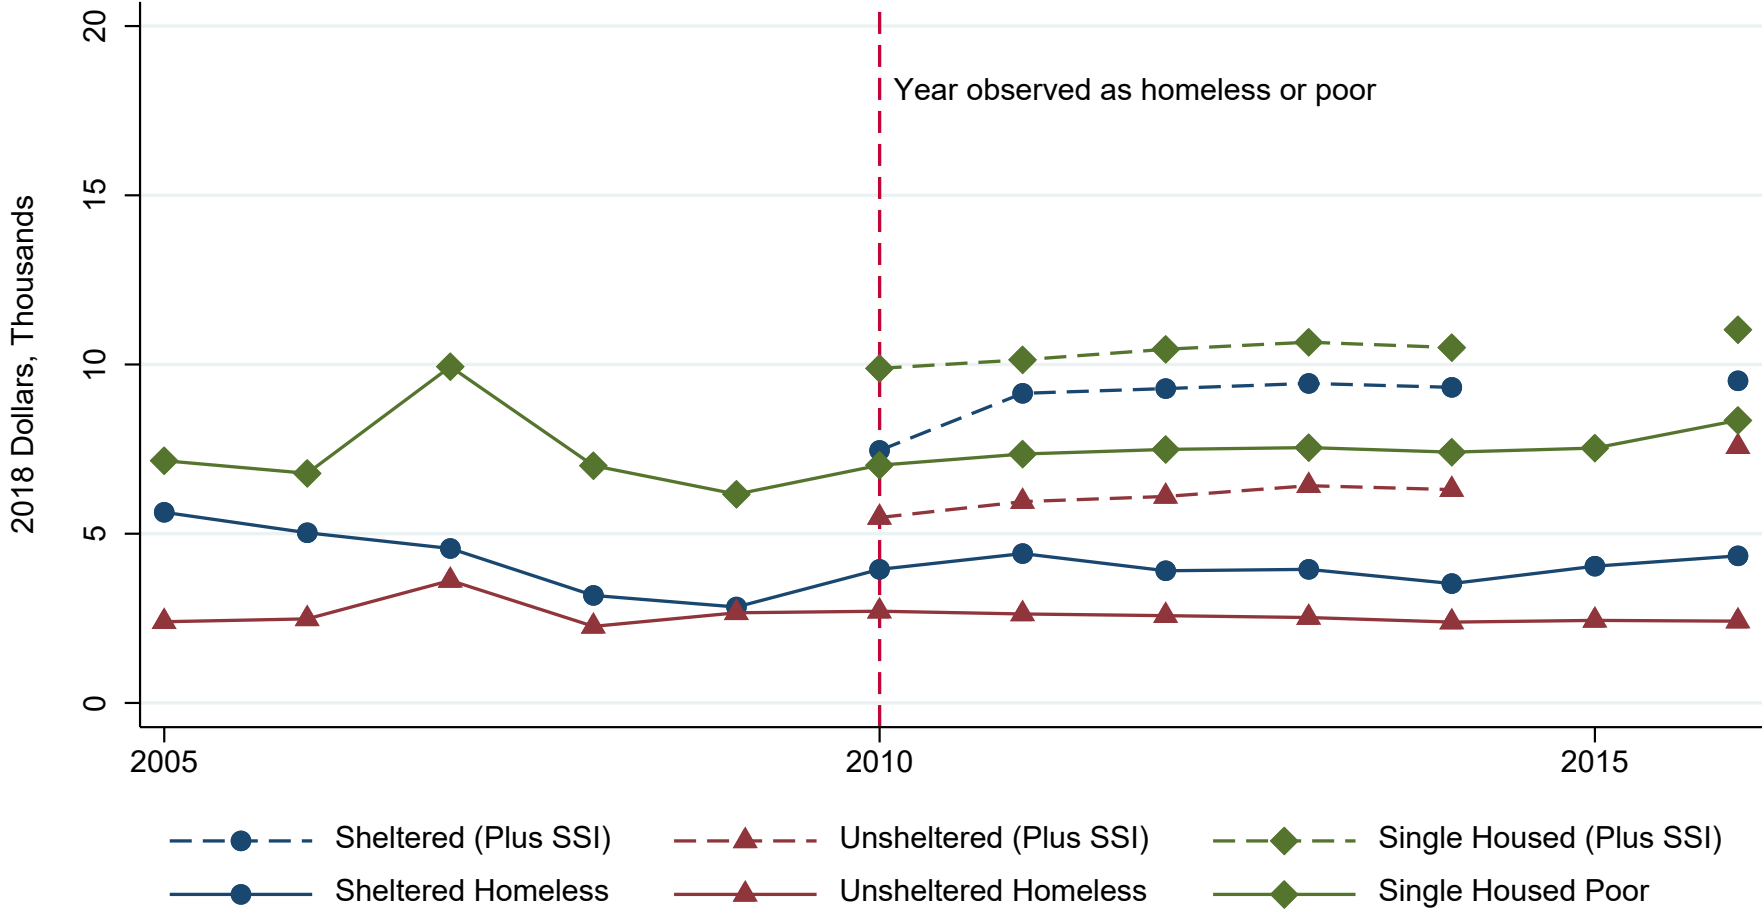 20
Year observed as homeless or poor
15
2018 Dollars, Thousands
10
5
0
2005 2010 2015
Sheltered (Plus SSI) Unsheltered (Plus SSI) Single Housed (Plus SSI)
Sheltered Homeless Unsheltered Homeless Single Housed Poor